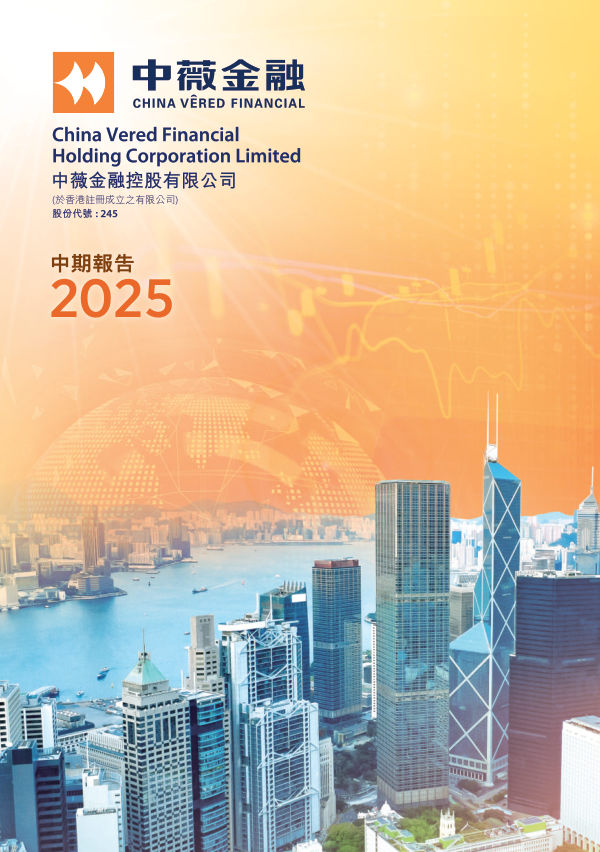 中薇金融
CHINA VÊRED FINANCIAL
China Vered Financial
Holding Corporation Limited
中薇金融控股有限公司
(於香港註冊成立之有限公司)
股份代號 : 245
中期報告
2025